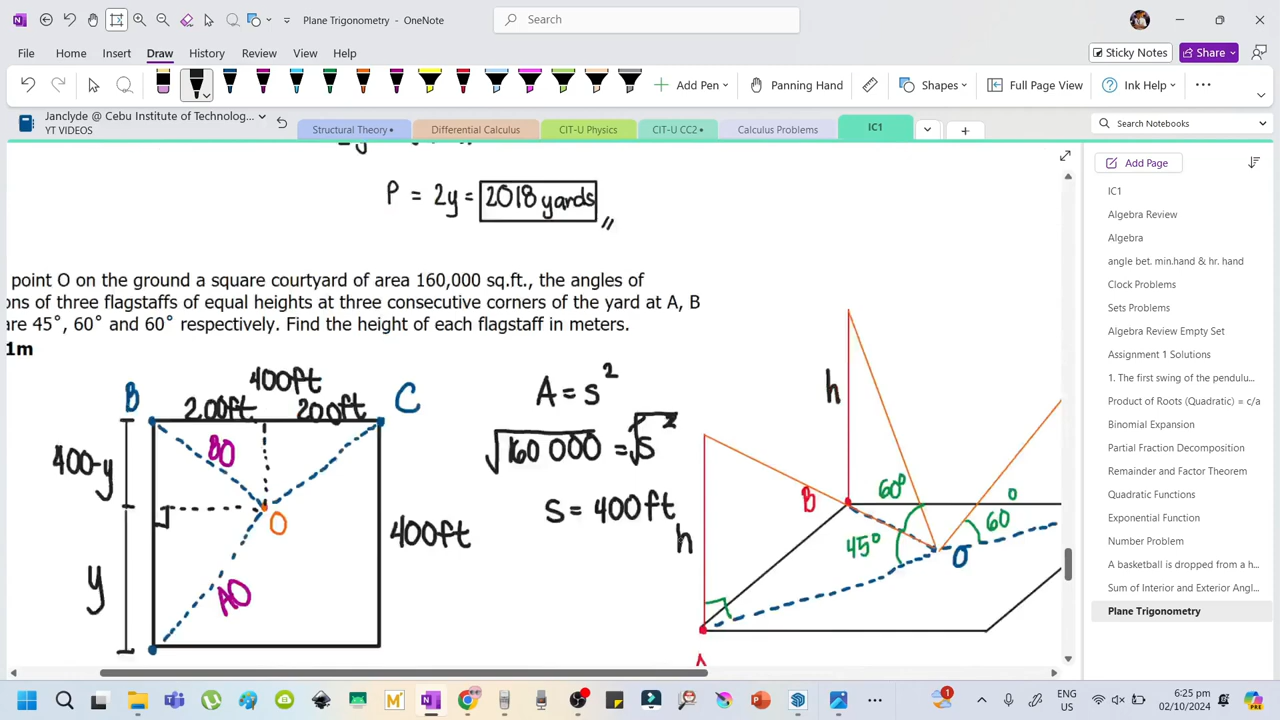 Plane Trigonometry - OneNote
Search
File Home Insert Draw History Review View Help
Sticky Notes
Share
Add Pen
Panning Hand
Shapes
Full Page View
Ink Help
Janclyde @ Cebu Institute of Technolog...
YT VIDEOS
Structural Theory
Differential Calculus
CIT-U Physics
CIT-U CC2
Calculus Problems
IC1
Search Notebooks
Add Page
IC1
Algebra Review
Algebra
angle bet. min.hand & hr. hand
Clock Problems
Sets Problems
Algebra Review Empty Set
Assignment 1 Solutions
1. The first swing of the pendulu...
Product of Roots (Quadratic) = c/a
Binomial Expansion
Partial Fraction Decomposition
Remainder and Factor Theorem
Quadratic Functions
Exponential Function
Number Problem
A baseball is dropped from a h...
Sum of Interior and Exterior Angl...
Plane Trigonometry
P = 2y = 2018 yards
point O on the ground a square courtyard of area 160,000 sq.ft., the angles of
ons of three flagstaffs of equal heights at three consecutive corners of the yard at A, B
are 45°, 60° and 60° respectively. Find the height of each flagstaff in meters.
1m
B
400ft
C
200ft 200ft
400-y
BO
O
400ft
y
AO
A = s²
√160 000 = √s²
s = 400ft
h
h
B
60°
60°
45°
O
A
ENG
US
6:25 pm
02/10/2024